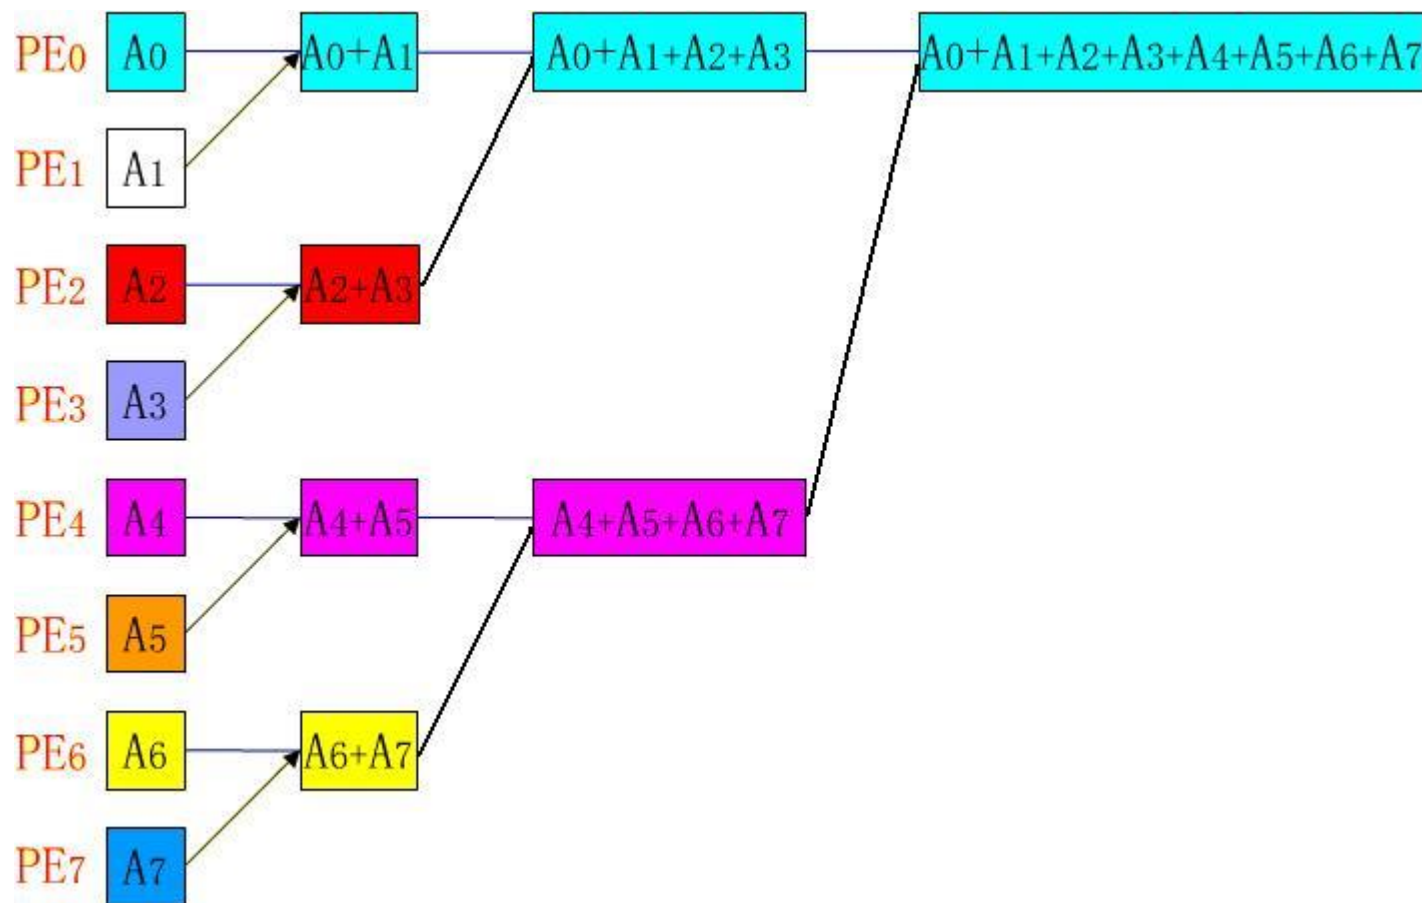 PE0 A0 A0+A1 A0+A1+A2+A3 A0+A1+A2+A3+A4+A5+A6+A7
PE1 A1
PE2 A2 A2+A3
PE3 A3
PE4 A4 A4+A5 A4+A5+A6+A7
PE5 A5
PE6 A6 A6+A7
PE7 A7